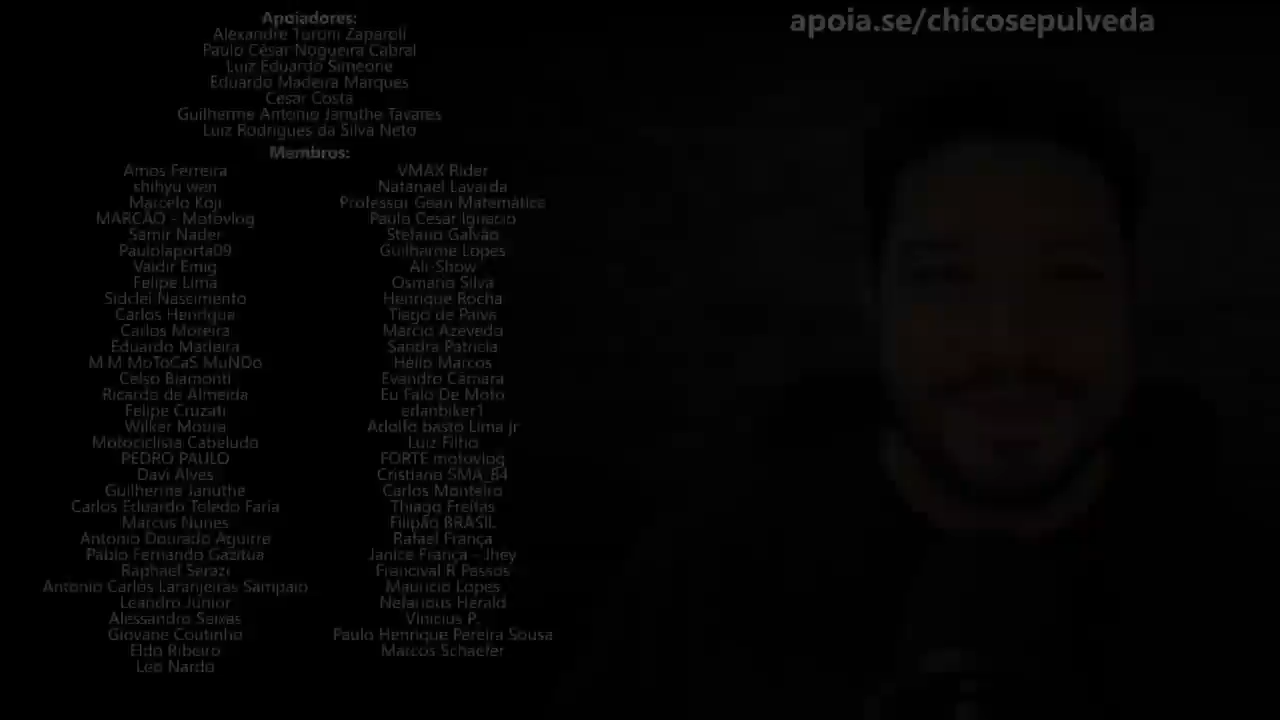 Apoiadores:
Alexandre Turoni Zaparoli
Paulo César Nogueira Cabral
Luiz Eduardo Simeone
Eduardo Madeira Marques
Cesar Costa
Guilherme Antonio Januthe Tavares
Luiz Rodrigues da Silva Neto
Membros:
Amos Ferreira
shihyu wen
Marcelo Koji
MARCÃO - Motovlog
Samir Nader
Paulolaporta09
Valdir Emig
Felipe Lima
Sidclei Nascimento
Carlos Henrique
Carlos Moreira
Eduardo Madeira
M M MoToCaS MuNDo
Celso Biamonti
Ricardo de Almeida
Felipe Cruzati
Wilker Moura
Motociclista Cabeludo
PEDRO PAULO
Davi Alves
Guilherme Januthe
Carlos Eduardo Toledo Faria
Marcus Nunes
Antonio Dourado Aguirre
Pablo Fernando Gazitua
Raphael Sarazi
Antonio Carlos Laranjeiras Sampaio
Leandro Júnior
Alessandro Seixas
Giovane Coutinho
Eldo Ribeiro
Leo Nardo
VMAX Rider
Natanael Lavarda
Professor Gean Matemática
Paulo Cesar Ignacio
Stefano Galvão
Guilherme Lopes
Ali-Show
Osmano Silva
Henrique Rocha
Tiago de Paiva
Marcio Azevedo
Sandra Patricia
Hélio Marcos
Evandro Câmara
Eu Falo De Moto
edanbiker1
Adolfo basto Lima jr
Luiz Filho
FORTE motovlog
Cristiano SMA_84
Carlos Monteiro
Thiago Freitas
Filipão BRASIL
Rafael França
Janice França - Jhey
Francival R Passos
Mauricio Lopes
Nefarious Herald
Vinicius P.
Paulo Henrique Pereira Sousa
Marcos Schaefer
apoia.se/chicosepulveda